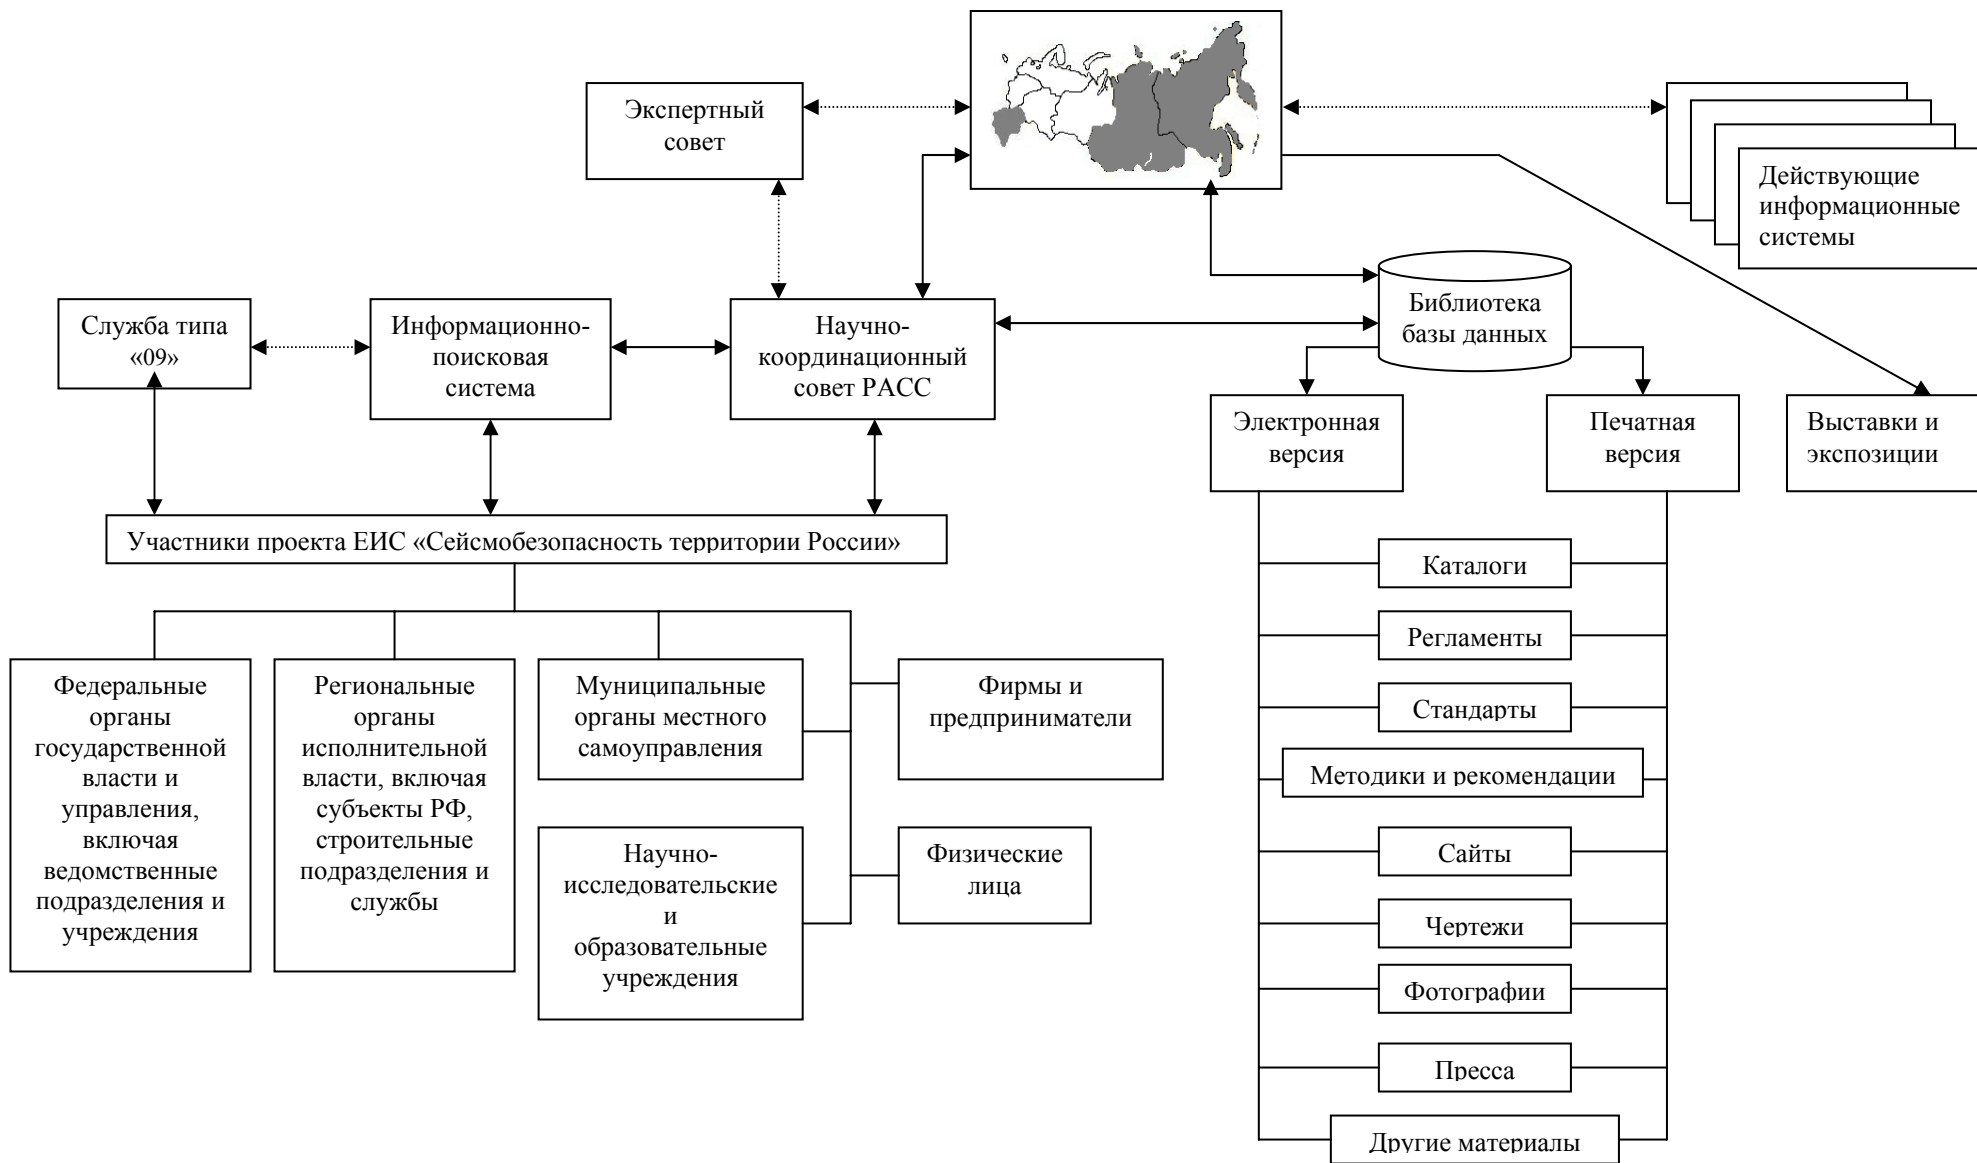 Экспертный
совет
Действующие
информационные
системы
Служба типа
«09»
Информационно-
поисковая
система
Научно-
координационный
совет РАСС
Библиотека
базы данных
Электронная
версия
Печатная
версия
Выставки и
экспозиции
Участники проекта ЕИС «Сейсмобезопасность территории России»
Федеральные
органы
государственной
власти и
управления,
включая
ведомственные
подразделения и
учреждения
Региональные
органы
исполнительной
власти, включая
субъекты РФ,
строительные
подразделения и
службы
Муниципальные
органы местного
самоуправления
Фирмы и
предприниматели
Научно-
исследовательские
и
образовательные
учреждения
Физические
лица
Каталоги
Регламенты
Стандарты
Методики и рекомендации
Сайты
Чертежи
Фотографии
Пресса
Другие материалы